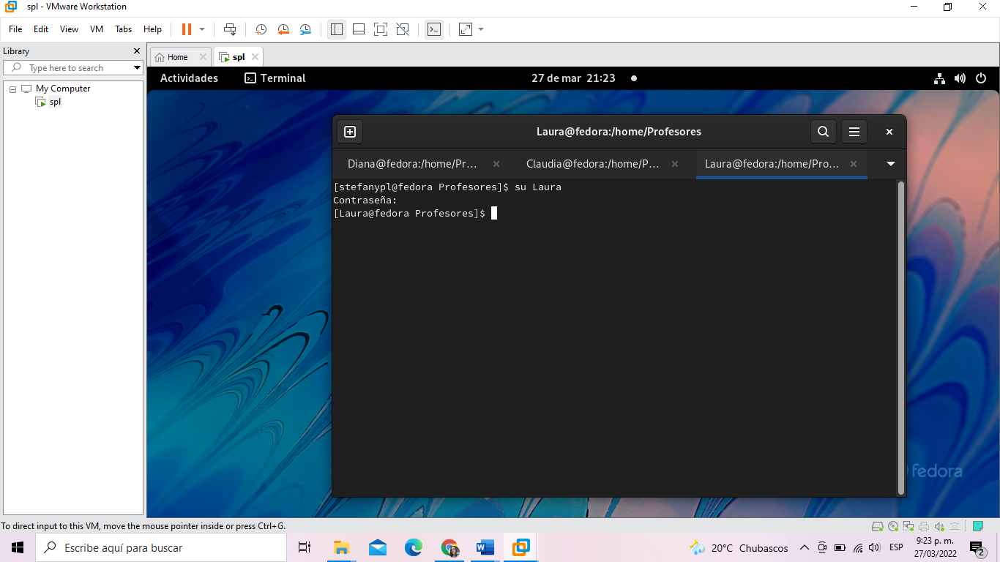 spl - VMware Workstation
File Edit View VM Tabs Help
Library
Type here to search
My Computer
spl
Home
spl
Actividades
Terminal
27 de mar 21:23
Laura@fedora:/home/Profesores
Diana@fedora:/home/Pr...
Claudia@fedora:/home/P...
Laura@fedora:/home/Pro...
[stefanypl@fedora Profesores]$ su Laura
Contraseña:
[Laura@fedora Profesores]$
fedora
To direct input to this VM, move the mouse pointer inside or press Ctrl+G.
Escribe aquí para buscar
20°C Chubascos
ESP
9:23 p. m.
27/03/2022
2